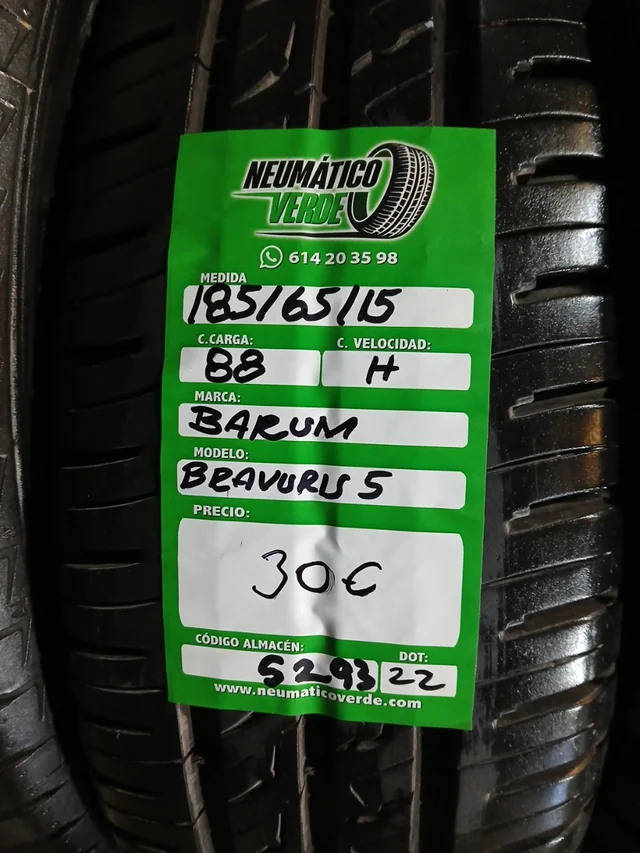 NEUMÁTICO
VERDE
614 20 35 98
MEDIDA
185/65/15
C.CARGA: C. VELOCIDAD:
88 H
MARCA:
BARUM
MODELO:
BRAVURIS 5
PRECIO:
30€
CÓDIGO ALMACÉN: DOT:
S293 22
www.neumaticoverde.com